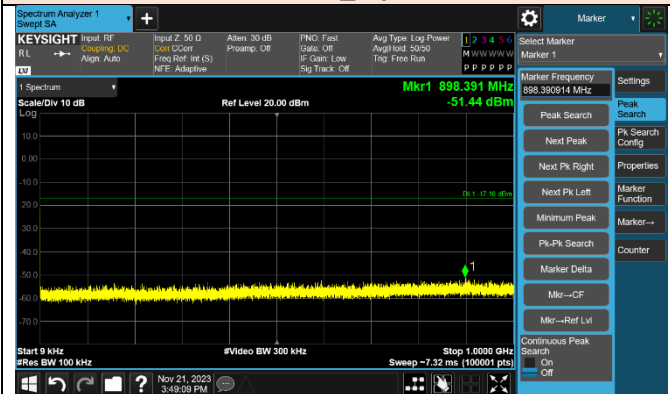 Spectrum Analyzer 1
Swept SA
+
Marker
KEYSIGHT
RL
LXI
Input: RF
Coupling: DC
Align: Auto
Input Z: 50 Ω
Corr CCorr
Freq Ref: Int (S)
NFE: Adaptive
Atten: 30 dB
Preamp: Off
PNO: Fast
Gate: Off
IF Gain: Low
Sig Track: Off
Avg Type: Log-Power
Avg|Hold: 50/50
Trig: Free Run
1 2 3 4 5 6
M W W W W W
P P P P P P
Select Marker
Marker 1
1 Spectrum
Scale/Div 10 dB
Log
Ref Level 20.00 dBm
Mkr1 898.391 MHz
-51.44 dBm
10.0
0.00
-10.0
-20.0
-30.0
-40.0
-50.0
-60.0
-70.0
DL1 -17.10 dBm
1
Start 9 kHz
#Res BW 100 kHz
#Video BW 300 kHz
Stop 1.0000 GHz
Sweep ~7.32 ms (100001 pts)
Marker Frequency
898.390914 MHz
Peak Search
Next Peak
Next Pk Right
Next Pk Left
Minimum Peak
Pk-Pk Search
Marker Delta
Mkr→CF
Mkr→Ref Lvl
Continuous Peak
Search
On
Off
Settings
Peak
Search
Pk Search
Config
Properties
Marker
Function
Marker→
Counter
?
Nov 21, 2023
3:49:09 PM